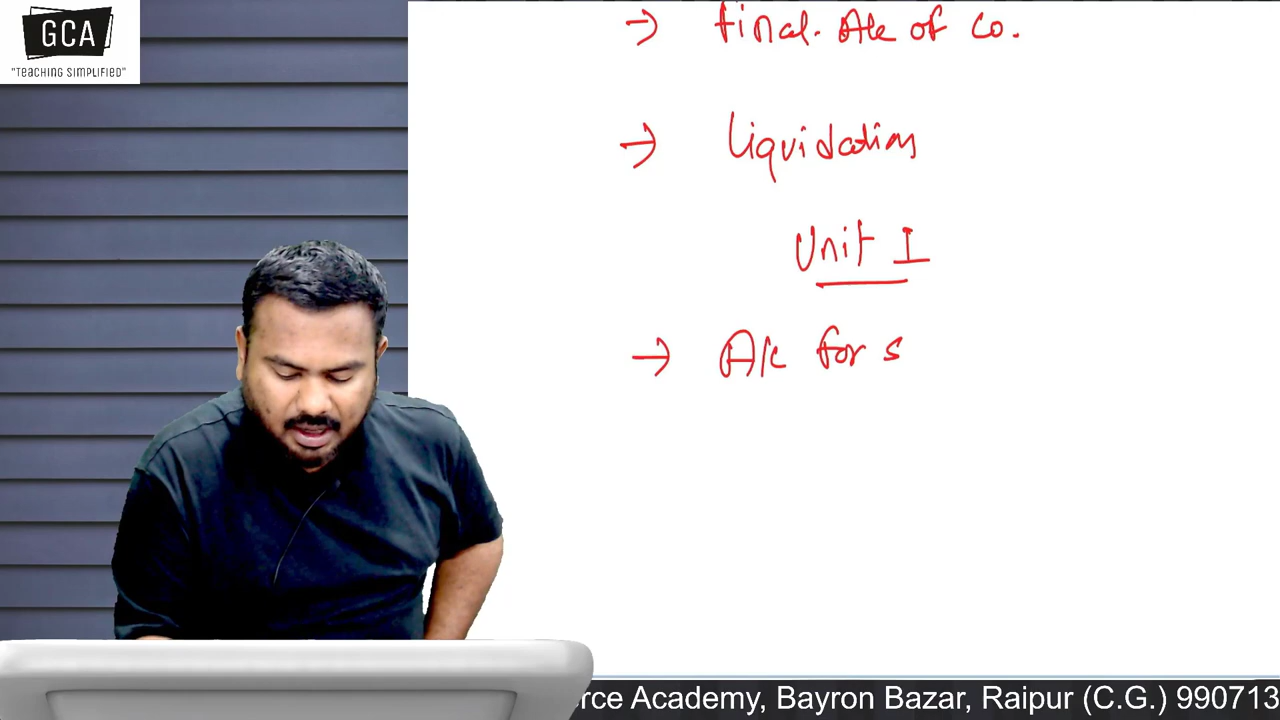 GCA
"TEACHING SIMPLIFIED"
→ final. A/c of Co.
→ Liquidation
Unit I
→ A/c for s
rce Academy, Bayron Bazar, Raipur (C.G.) 990713